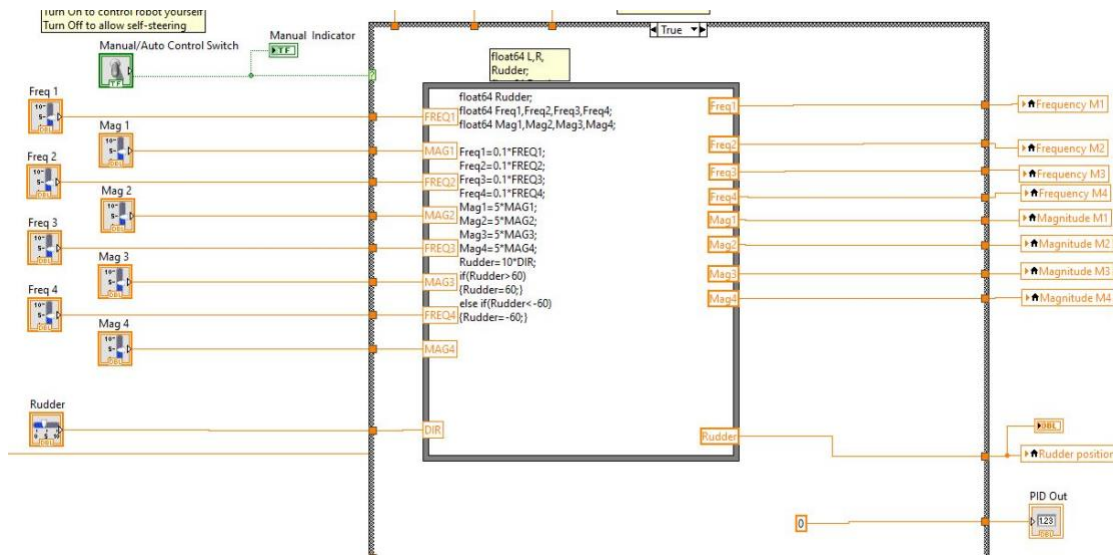 Turn On to control robot yourself
Turn Off to allow self-steering
Manual/Auto Control Switch
Manual Indicator
TF
TF
True
float64 L,R,
Rudder;
Freq 1
Mag 1
Freq 2
Mag 2
Freq 3
Mag 3
Freq 4
Mag 4
Rudder
FREQ1
MAG1
FREQ2
MAG2
FREQ3
MAG3
FREQ4
MAG4
DIR
float64 Rudder;
float64 Freq1,Freq2,Freq3,Freq4;
float64 Mag1,Mag2,Mag3,Mag4;
Freq1=0.1*FREQ1;
Freq2=0.1*FREQ2;
Freq3=0.1*FREQ3;
Freq4=0.1*FREQ4;
Mag1=5*MAG1;
Mag2=5*MAG2;
Mag3=5*MAG3;
Mag4=5*MAG4;
Rudder=10*DIR;
if(Rudder>60)
{Rudder=60;}
else if(Rudder<-60)
{Rudder=-60;}
Freq1
Freq2
Freq3
Freq4
Mag1
Mag2
Mag3
Mag4
Rudder
Frequency M1
Frequency M2
Frequency M3
Frequency M4
Magnitude M1
Magnitude M2
Magnitude M3
Magnitude M4
DBL
Rudder position
0
PID Out
1.23
DBL